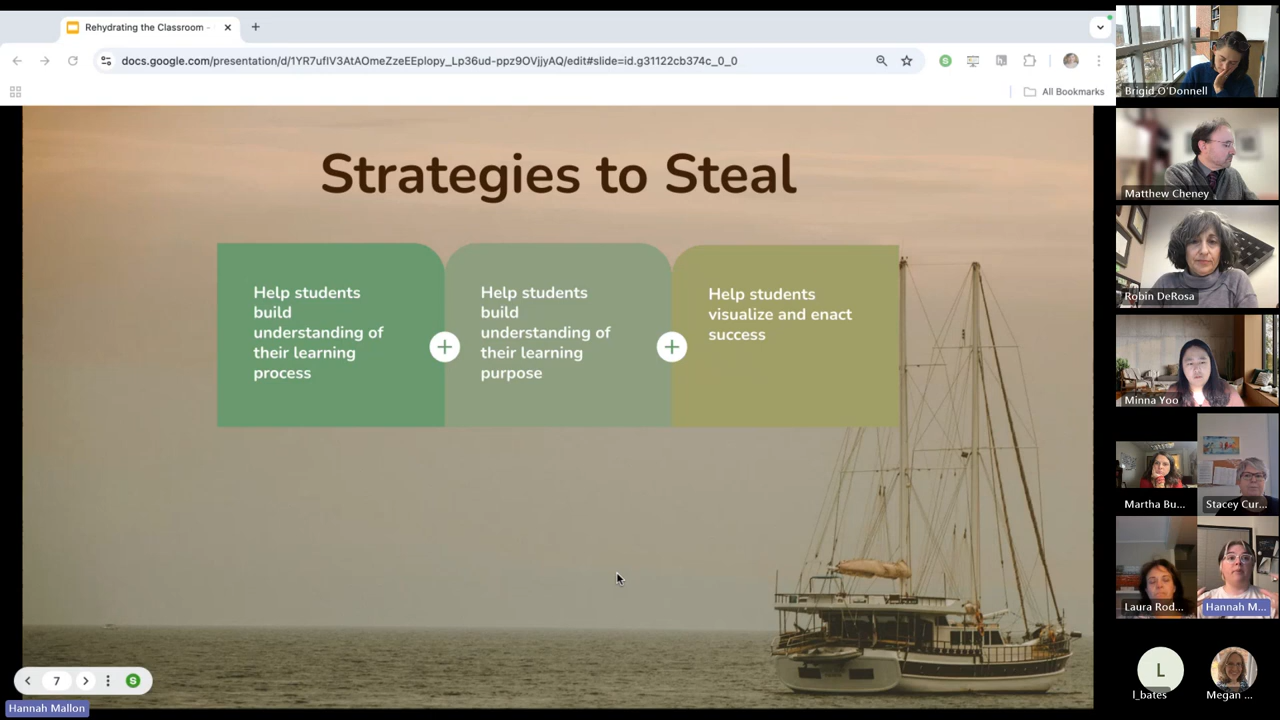 Rehydrating the Classroom -
docs.google.com/presentation/d/1YR7ufIV3AtAOmeZzeEEplopy_Lp36ud-ppz9OVjjyAQ/edit#slide=id.g31122cb374c_0_0
All Bookmarks
Strategies to Steal
Help students
build
understanding of
their learning
process
Help students
build
understanding of
their learning
purpose
Help students
visualize and enact
success
7
Hannah Mallon
Brigid O'Donnell
Matthew Cheney
Robin DeRosa
Minna Yoo
Martha Bu...
Stacey Cur...
Laura Rod...
Hannah M...
L
l_bates
Megan ...